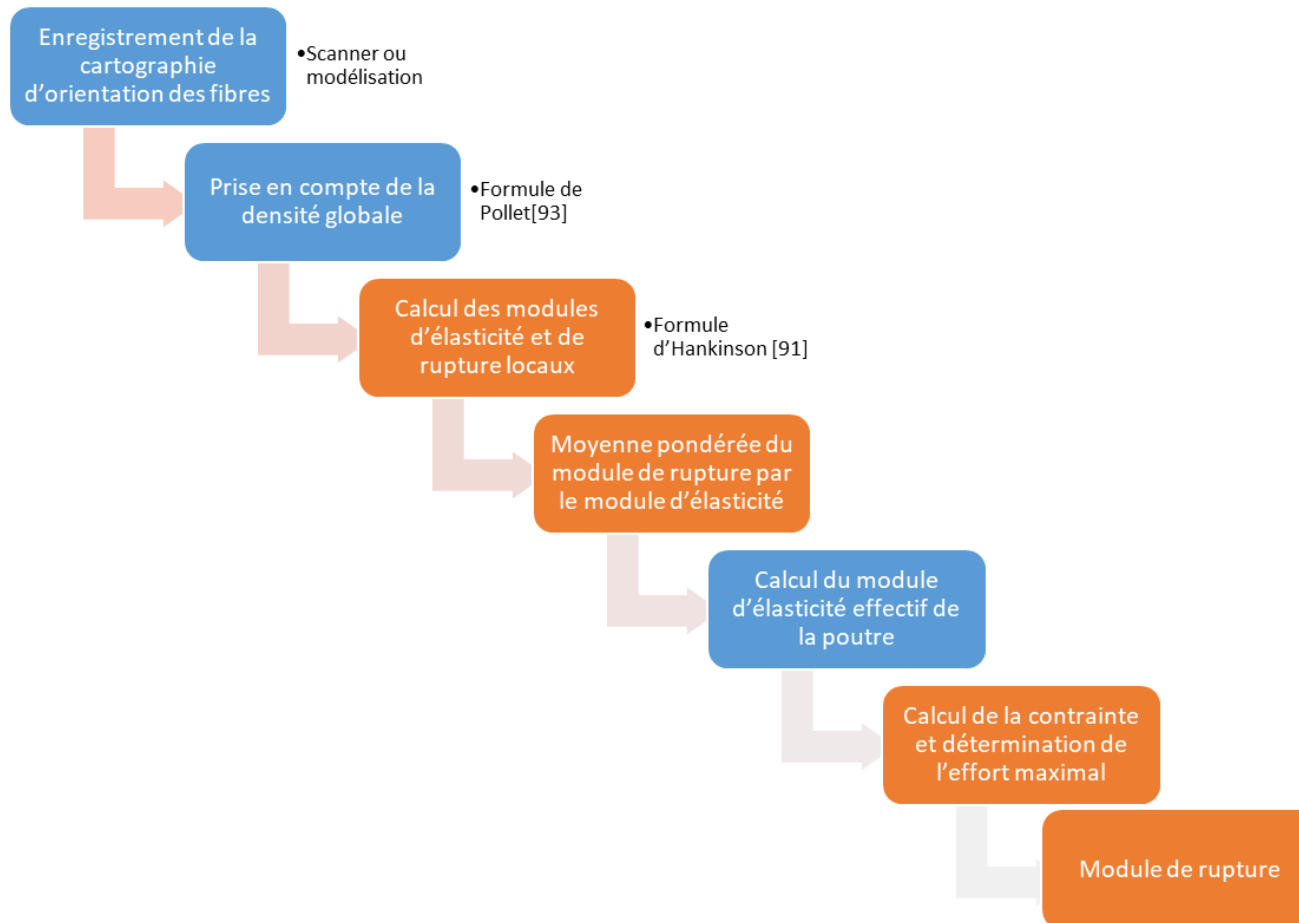 Enregistrement de la
cartographie
d'orientation des fibres
•Scanner ou
modélisation
Prise en compte de la
densité globale
•Formule de
Pollet[93]
Calcul des modules
d'élasticité et de
rupture locaux
•Formule
d'Hankinson [91]
Moyenne pondérée du
module de rupture par
le module d'élasticité
Calcul du module
d'élasticité effectif de
la poutre
Calcul de la contrainte
et détermination de
l'effort maximal
Module de rupture